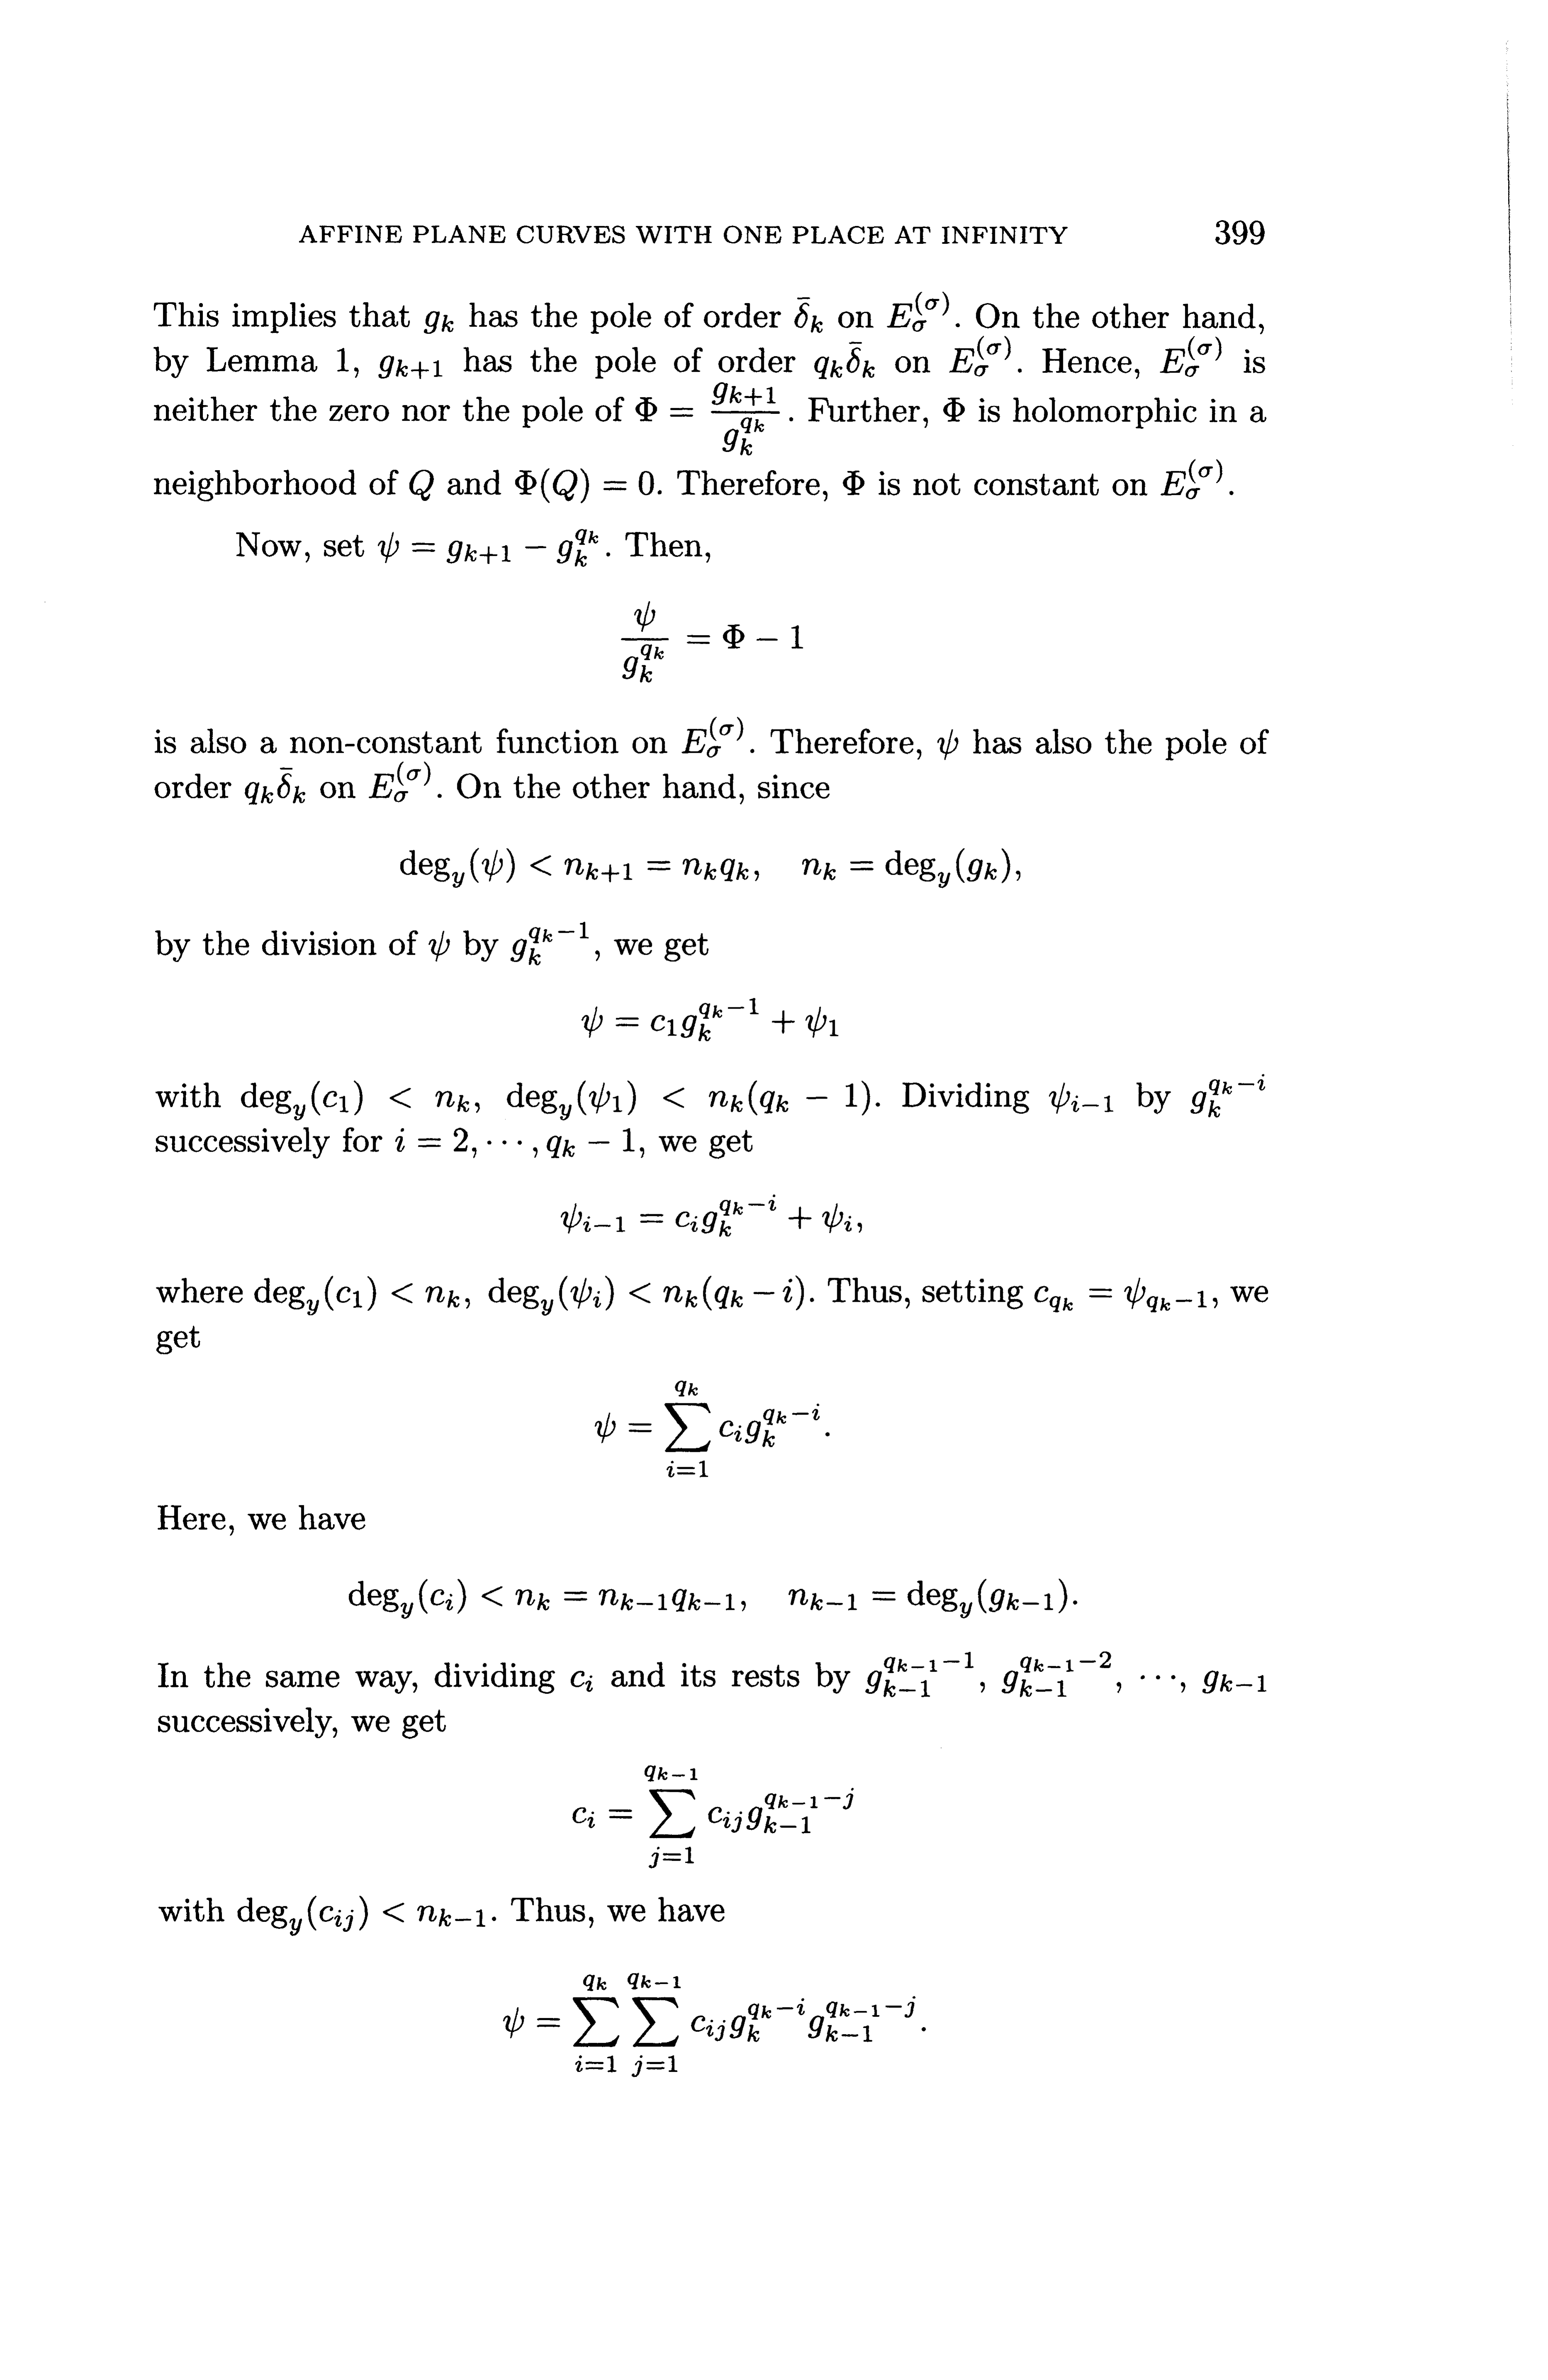 AFFINE PLANE CURVES WITH ONE PLACE AT INFINITY 399
This implies that $g_k$ has the pole of order $\bar{\delta}_k$ on $E_\sigma^{(\sigma)}$. On the other hand,
by Lemma 1, $g_{k+1}$ has the pole of order $q_k\bar{\delta}_k$ on $E_\sigma^{(\sigma)}$. Hence, $E_\sigma^{(\sigma)}$ is
neither the zero nor the pole of $\Phi = \frac{g_{k+1}}{g_k^{q_k}}$. Further, $\Phi$ is holomorphic in a
neighborhood of $Q$ and $\Phi(Q) = 0$. Therefore, $\Phi$ is not constant on $E_\sigma^{(\sigma)}$.
Now, set $\psi = g_{k+1} - g_k^{q_k}$. Then,
$\frac{\psi}{g_k^{q_k}} = \Phi - 1$
is also a non-constant function on $E_\sigma^{(\sigma)}$. Therefore, $\psi$ has also the pole of
order $q_k\bar{\delta}_k$ on $E_\sigma^{(\sigma)}$. On the other hand, since
$\deg_y(\psi) < n_{k+1} = n_kq_k, \quad n_k = \deg_y(g_k),$
by the division of $\psi$ by $g_k^{q_k-1}$, we get
$\psi = c_1g_k^{q_k-1} + \psi_1$
with $\deg_y(c_1) < n_k$, $\deg_y(\psi_1) < n_k(q_k - 1)$. Dividing $\psi_{i-1}$ by $g_k^{q_k-i}$
successively for $i = 2, \cdots, q_k - 1$, we get
$\psi_{i-1} = c_ig_k^{q_k-i} + \psi_i,$
where $\deg_y(c_1) < n_k$, $\deg_y(\psi_i) < n_k(q_k - i)$. Thus, setting $c_{q_k} = \psi_{q_k-1}$, we
get
$\psi = \sum_{i=1}^{q_k} c_ig_k^{q_k-i}.$
Here, we have
$\deg_y(c_i) < n_k = n_{k-1}q_{k-1}, \quad n_{k-1} = \deg_y(g_{k-1}).$
In the same way, dividing $c_i$ and its rests by $g_{k-1}^{q_{k-1}-1}$, $g_{k-1}^{q_{k-1}-2}$, $\cdots$, $g_{k-1}$
successively, we get
$c_i = \sum_{j=1}^{q_{k-1}} c_{ij}g_{k-1}^{q_{k-1}-j}$
with $\deg_y(c_{ij}) < n_{k-1}$. Thus, we have
$\psi = \sum_{i=1}^{q_k} \sum_{j=1}^{q_{k-1}} c_{ij}g_k^{q_k-i}g_{k-1}^{q_{k-1}-j}.$